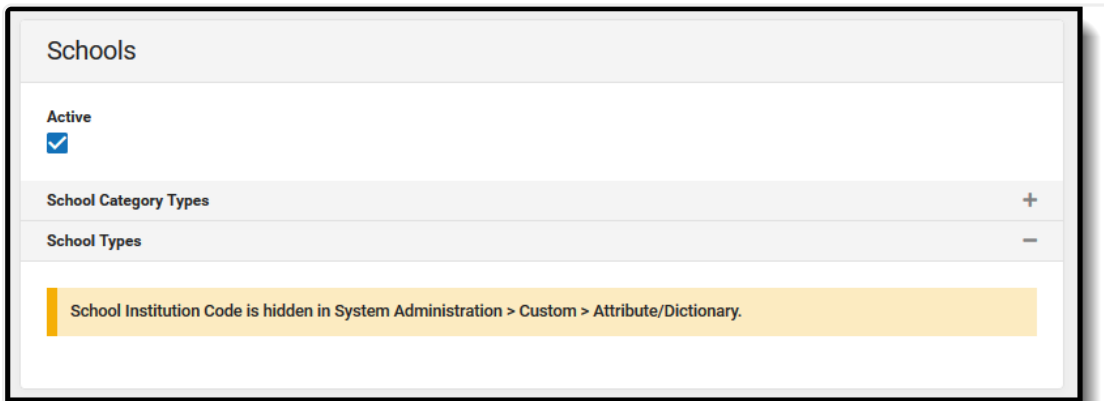 Schools
Active
School Category Types
School Types
School Institution Code is hidden in System Administration > Custom > Attribute/Dictionary.